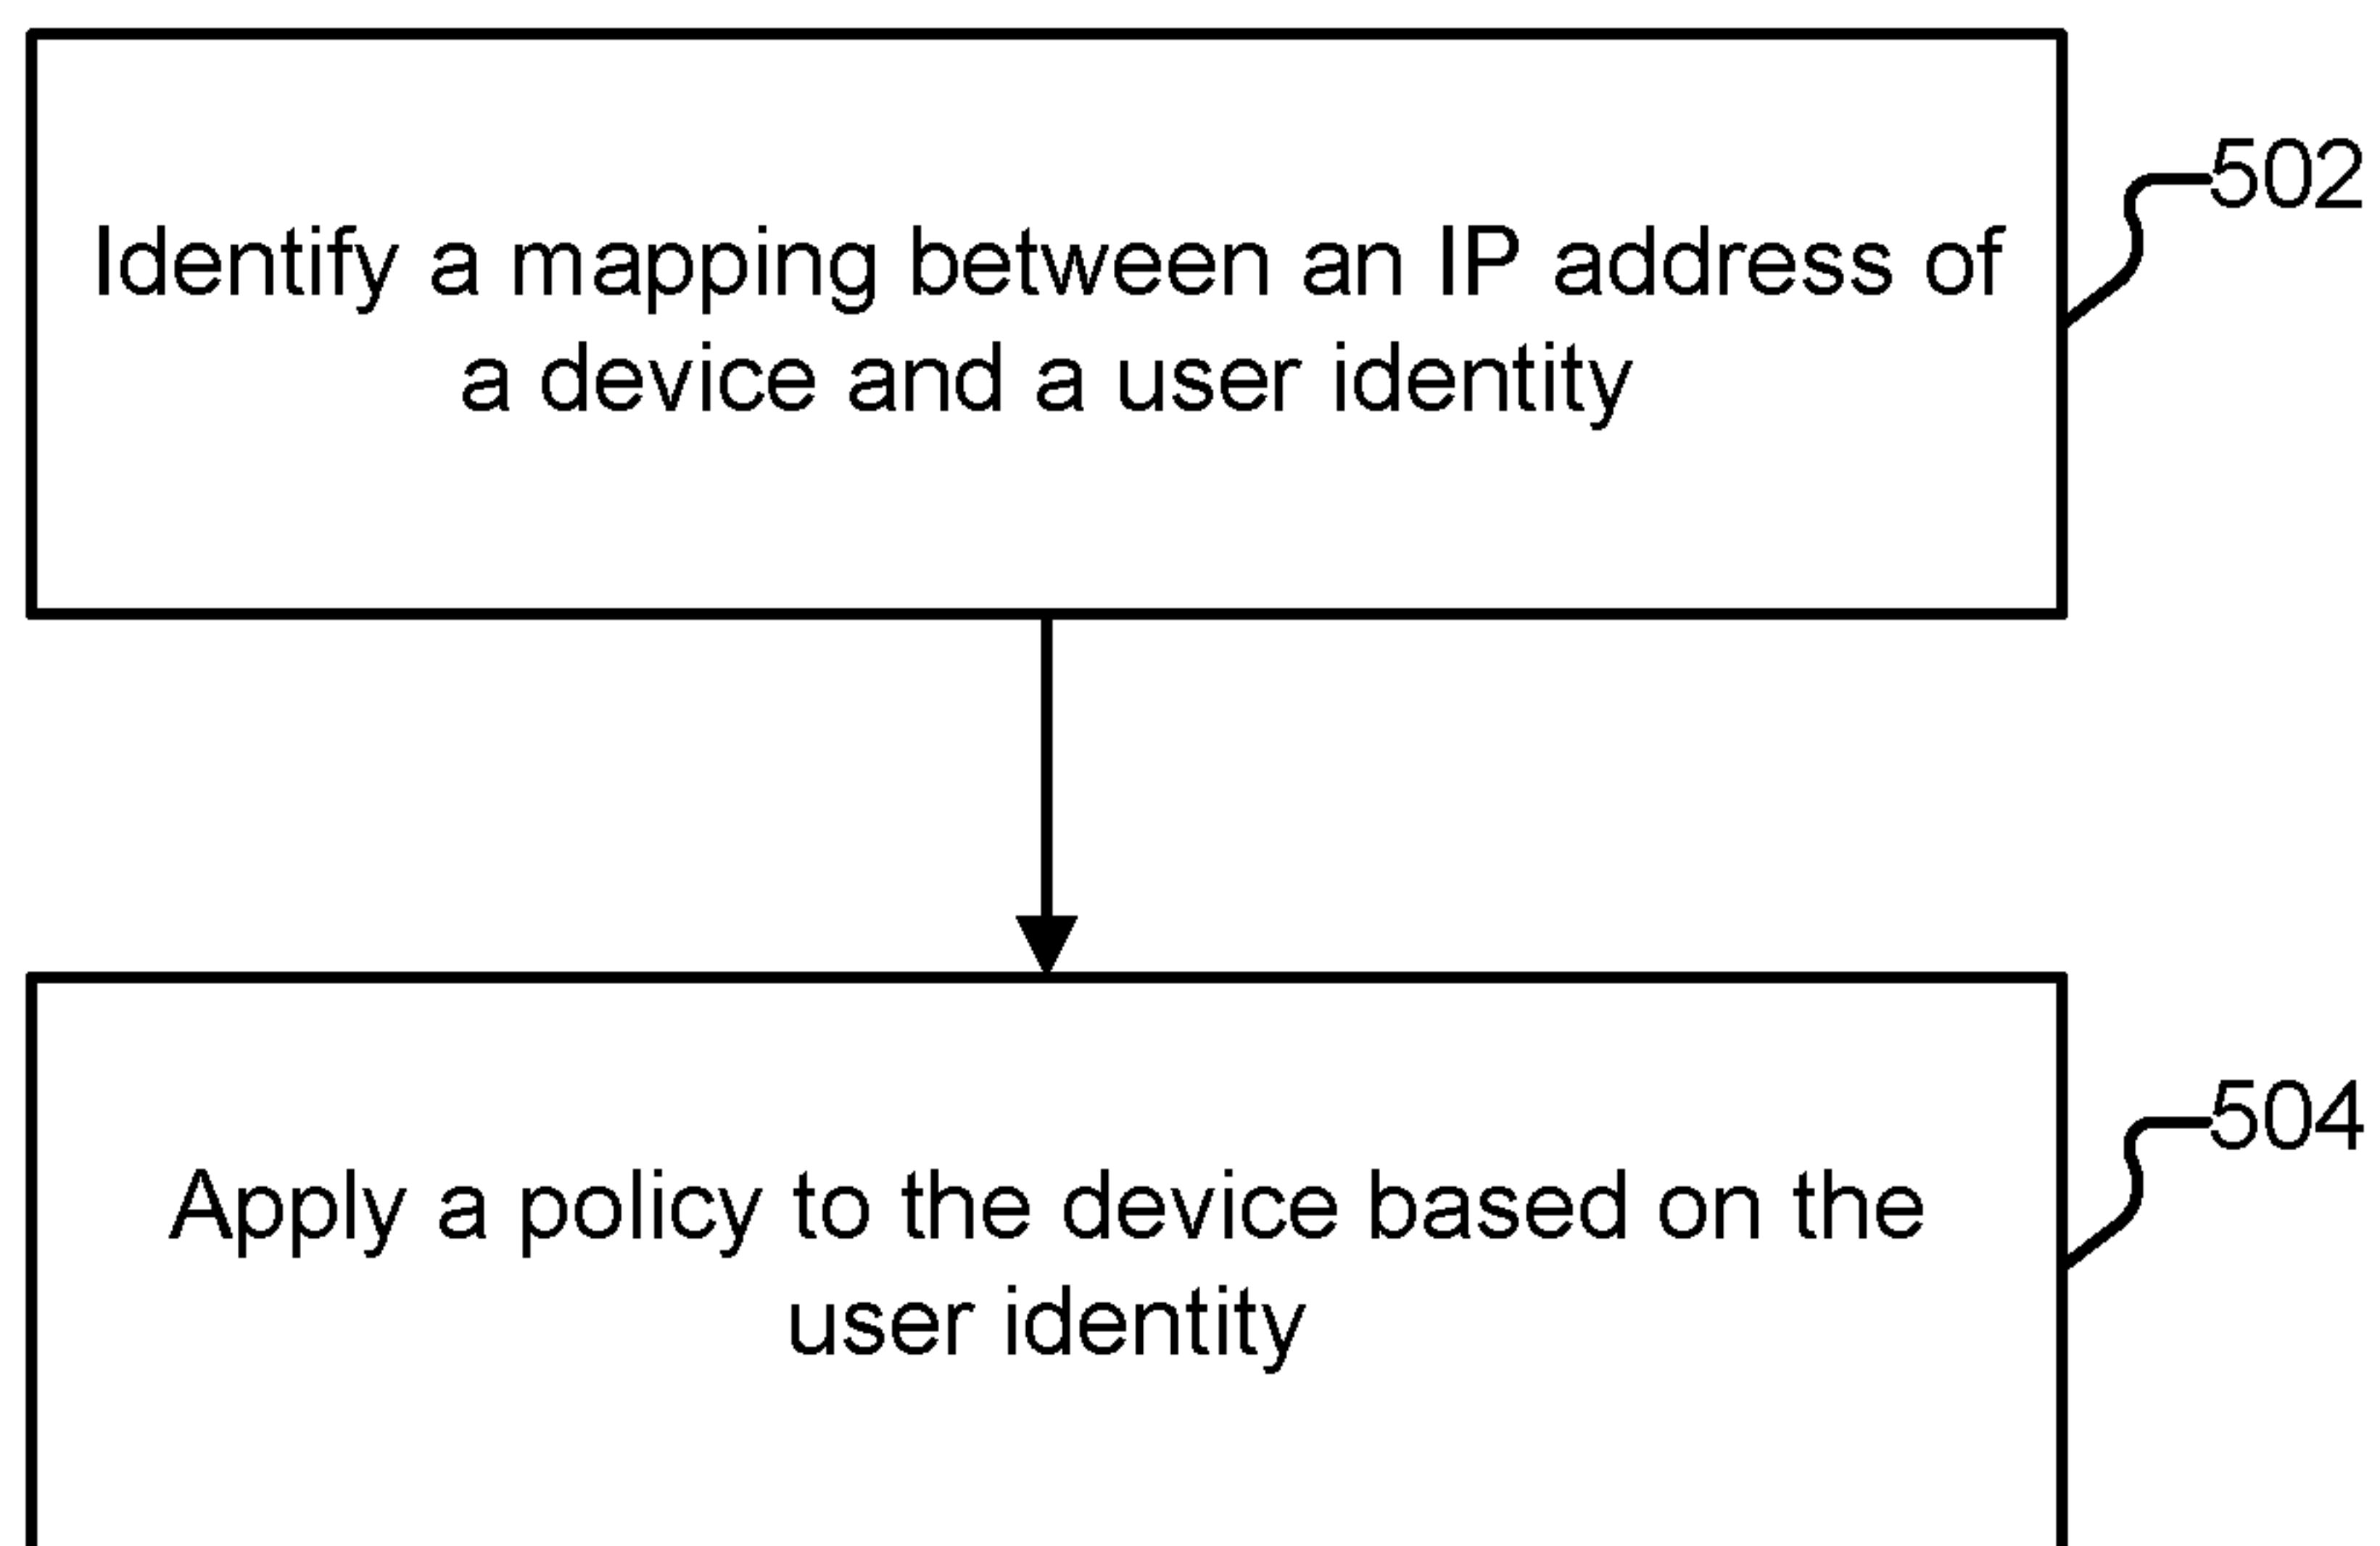 502
Identify a mapping between an IP address of
a device and a user identity
504
Apply a policy to the device based on the
user identity